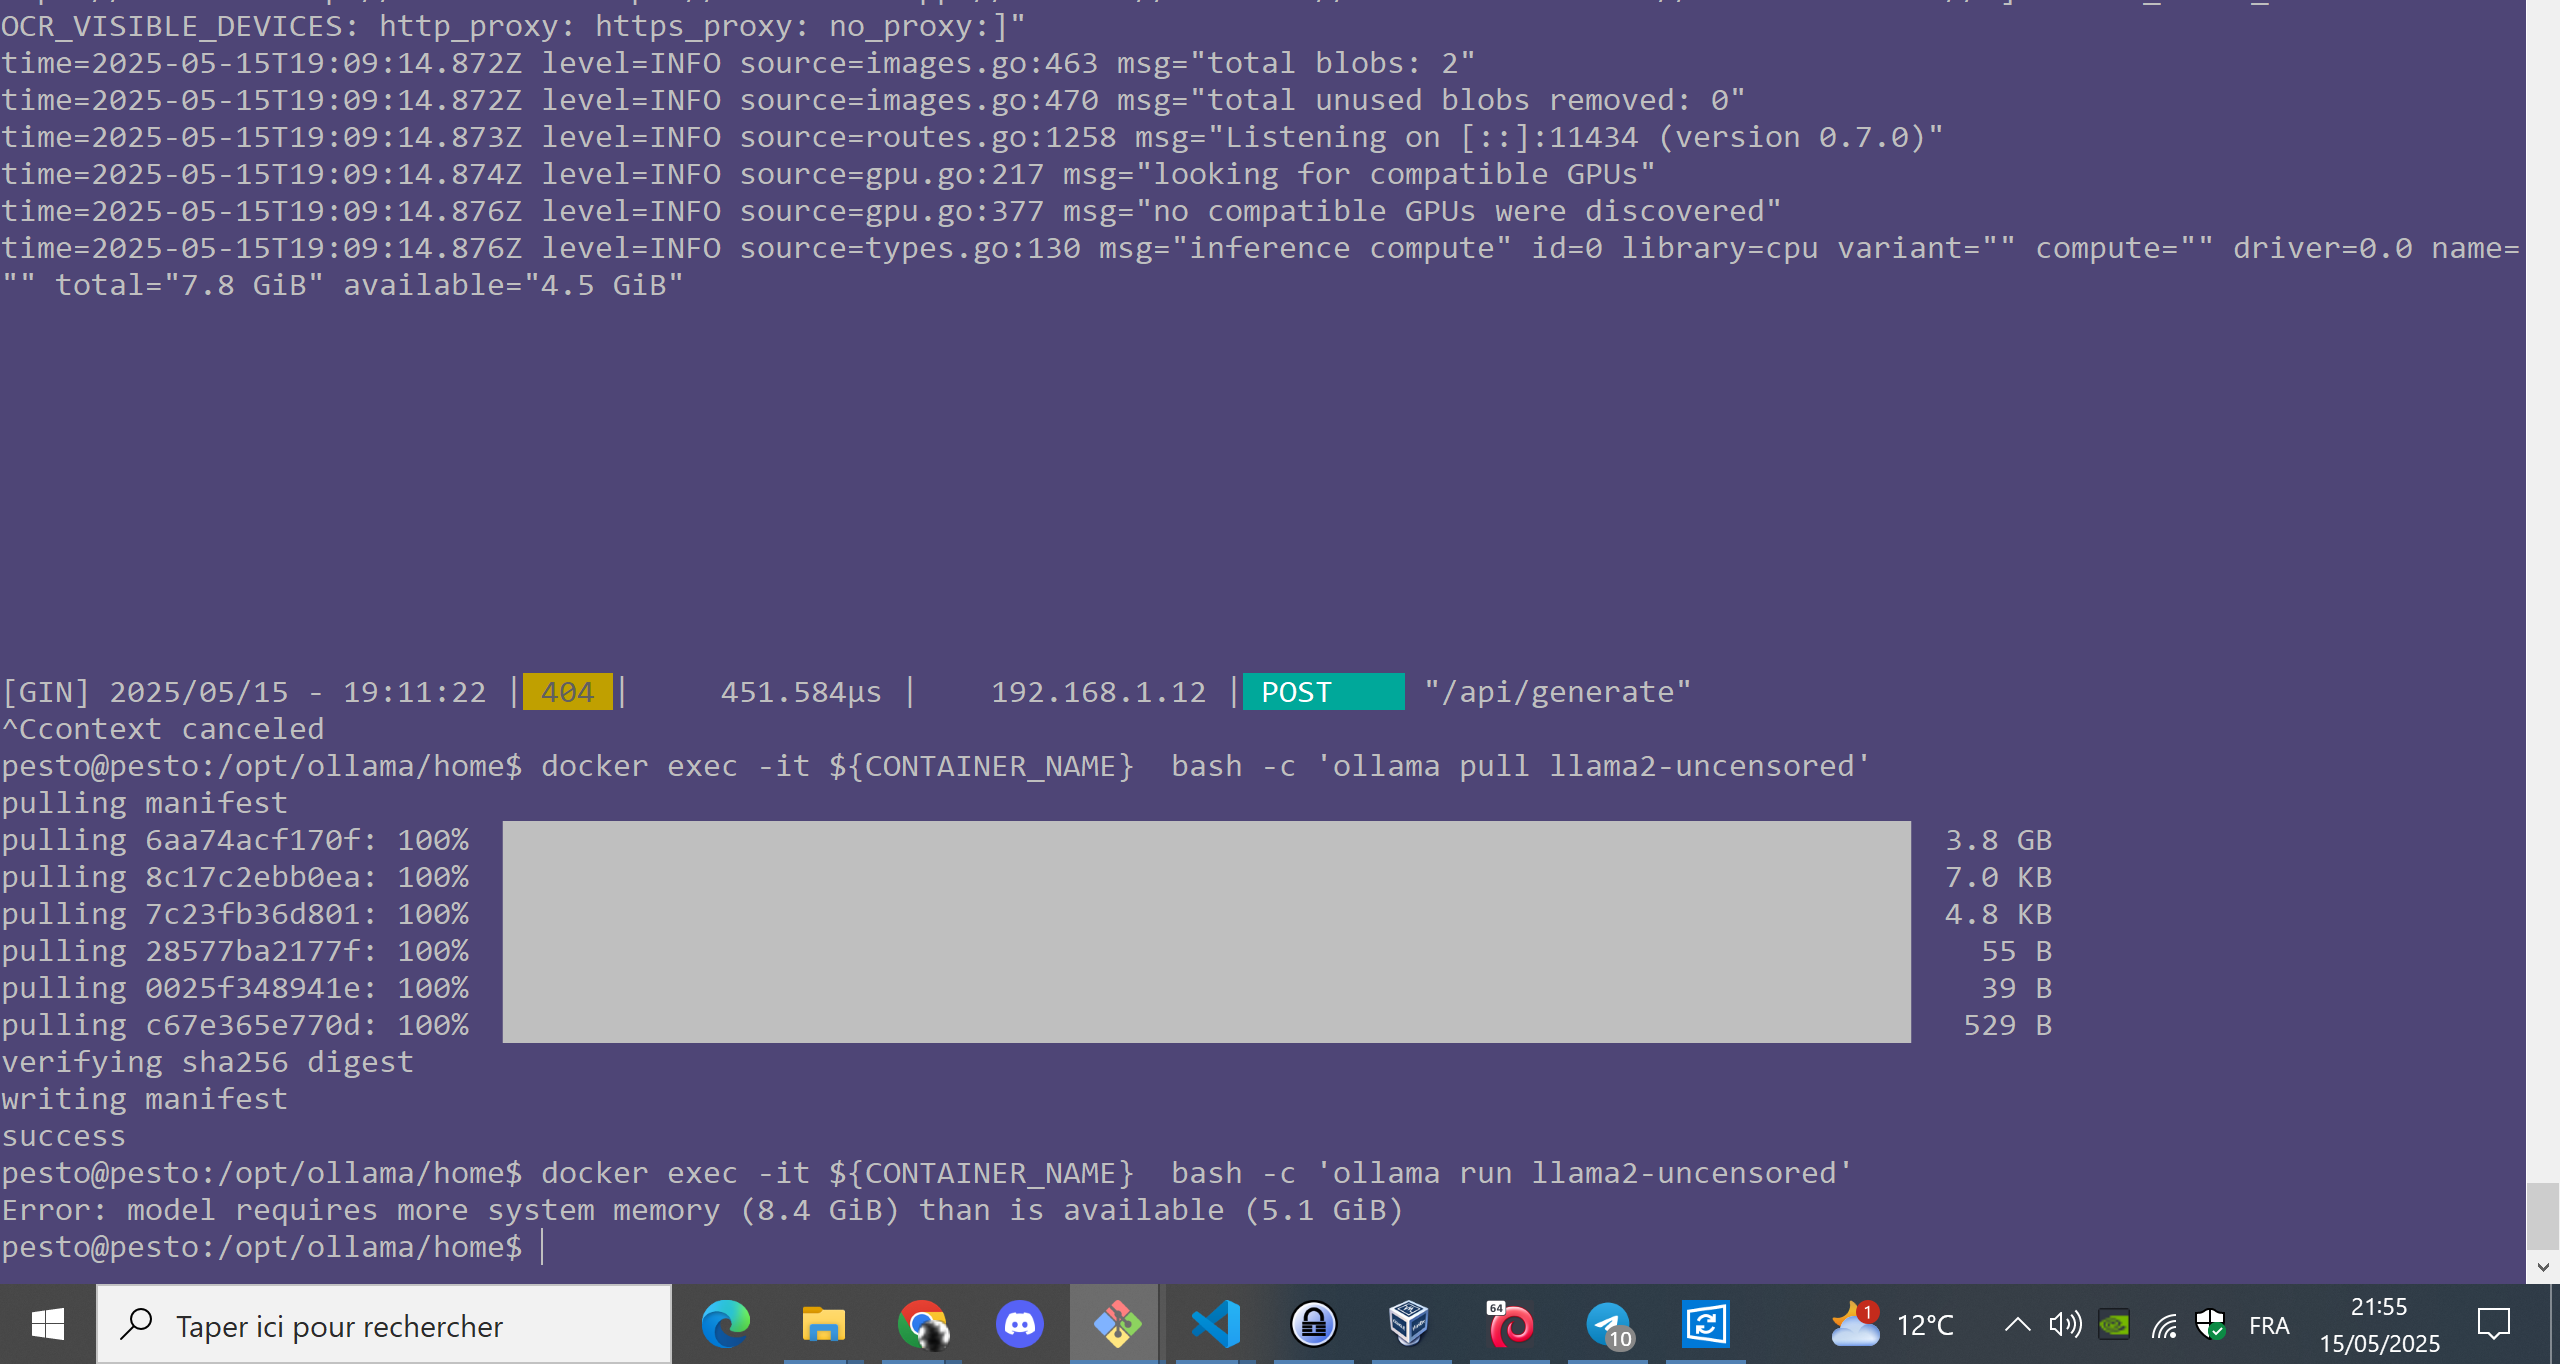 OCR_VISIBLE_DEVICES: http_proxy: https_proxy: no_proxy:]"
time=2025-05-15T19:09:14.872Z level=INFO source=images.go:463 msg="total blobs: 2"
time=2025-05-15T19:09:14.872Z level=INFO source=images.go:470 msg="total unused blobs removed: 0"
time=2025-05-15T19:09:14.873Z level=INFO source=routes.go:1258 msg="Listening on [::]:11434 (version 0.7.0)"
time=2025-05-15T19:09:14.874Z level=INFO source=gpu.go:217 msg="looking for compatible GPUs"
time=2025-05-15T19:09:14.876Z level=INFO source=gpu.go:377 msg="no compatible GPUs were discovered"
time=2025-05-15T19:09:14.876Z level=INFO source=types.go:130 msg="inference compute" id=0 library=cpu variant="" compute="" driver=0.0 name=
"" total="7.8 GiB" available="4.5 GiB"
[GIN] 2025/05/15 - 19:11:22 | 404 |     451.584µs |    192.168.1.12 | POST     "/api/generate"
^Ccontext canceled
pesto@pesto:/opt/ollama/home$ docker exec -it ${CONTAINER_NAME}  bash -c 'ollama pull llama2-uncensored'
pulling manifest
pulling 6aa74acf170f: 100% 3.8 GB
pulling 8c17c2ebb0ea: 100% 7.0 KB
pulling 7c23fb36d801: 100% 4.8 KB
pulling 28577ba2177f: 100% 55 B
pulling 0025f348941e: 100% 39 B
pulling c67e365e770d: 100% 529 B
verifying sha256 digest
writing manifest
success
pesto@pesto:/opt/ollama/home$ docker exec -it ${CONTAINER_NAME}  bash -c 'ollama run llama2-uncensored'
Error: model requires more system memory (8.4 GiB) than is available (5.1 GiB)
pesto@pesto:/opt/ollama/home$
Taper ici pour rechercher
64
10
1
12°C
FRA
21:55
15/05/2025